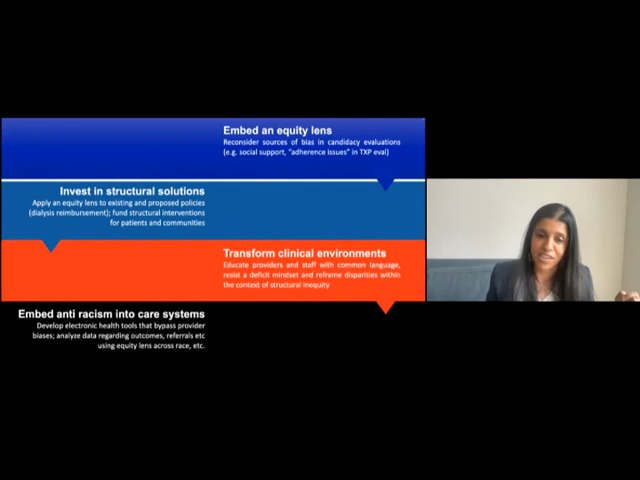 Embed an equity lens
Reconsider sources of bias in candidacy evaluations
(e.g. social support, "adherence issues" in TXP eval)
Invest in structural solutions
Apply an equity lens to existing and proposed policies
(dialysis reimbursement); fund structural interventions
for patients and communities
Transform clinical environments
Educate providers and staff with common language,
resist a deficit mindset and reframe disparities within
the context of structural inequity
Embed anti racism into care systems
Develop electronic health tools that bypass provider
biases; analyze data regarding outcomes, referrals etc
using equity lens across race, etc.